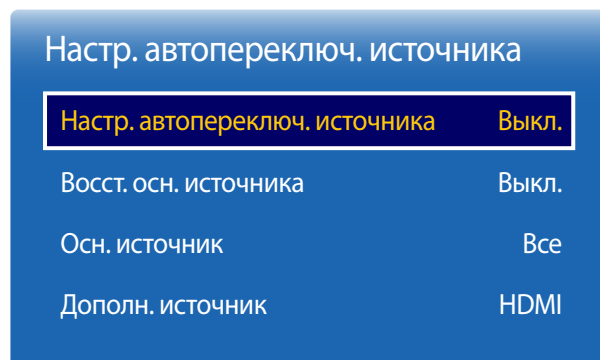 Настр. автопереключ. источника
Настр. автопереключ. источника Выкл.
Восст. осн. источника Выкл.
Осн. источник Все
Дополн. источник HDMI